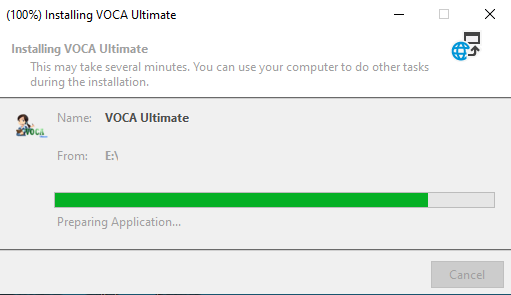 (100%) Installing VOCA Ultimate
Installing VOCA Ultimate
This may take several minutes. You can use your computer to do other tasks
during the installation.
VOCA
Name: VOCA Ultimate
From: E:\
Preparing Application...
Cancel